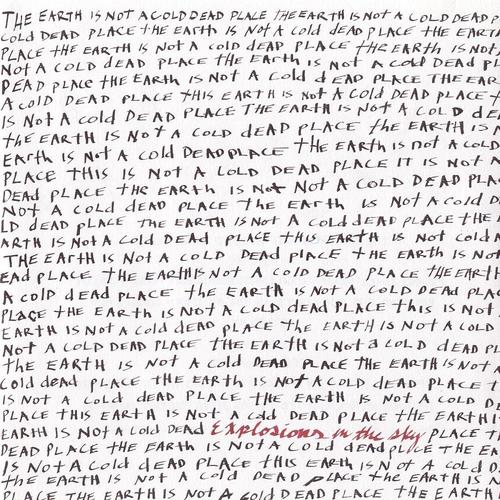 THE EARTH IS NOT A COLD DEAD PLACE THE EARTH IS NOT A COLD DEAD
COLD DEAD PLACE THE EARTH IS NOT A COLD DEAD PLACE THE EARTH
PLACE THE EARTH IS NOT A COLD dEAD PLACE THE EARTH IS NOT
NOT A COLD DEAD PLACE THE EARTH IS NOT A COLD DEAD PL
DEAD PLACE THE EARTH IS NOT A COLD dEAD PLACE THE EAR
A COLD DEAD PLACE THIS EARTH IS NOT A COLD DEAD PLACE
IS NOT A COLD DEAD PLACE THE EARTH IS NOT A COLD dE
the EARTH IS NOT A COLD dEAD PLACE the EARTH IS
EARTH IS NOT A cold DEAD PLACE THE EARTH IS NOT A COLD
PLACE THIS IS NOT A COLD DEAD PLACE IT IS NOT A
DEAD PLACE THE EARTH IS NOT NOT A COLD DEAD PLA
NOT A COLD dEAD PLACE THE EARTH IS NOT A COLD D
LD dEAD PLACE THE EARTH IS NOT A COLD dEAD PLACE THE
ARTH IS NOT A COLD DEAD PLACE THIS EARTH IS NOT COLD
THE EARTH IS NOT A COLD DEAD PLACE THE EARTH IS NOT
EAD PLACE THE EARTH IS NOT A COLD DEAD PLACE THE EARTH
A COLD dEAD PLACE the EARTH IS NOT A COLD DEAD PLA
PLACE THE EARTH IS NOT A COLD dEAD PLACE this IS NOT
EARTH IS NOT A COLD DEAD PLACE THE EARTH IS NOT A COLD
NOT A COLD DEAD PLACE THE EARTH IS NOT A COLD DEAD PL
the EARTH IS NOT A Cold DEAD PLACE THE EARTH IS NOT A
COLD dEAD PLACE THE EARTH IS NOT A COLD DEAD PLACE T
IS NOT A COLD DEAD PLACE THE EARTH IS NOT A COLD D
PLACE THIS EARTH IS NOT A COLD DEAD PLACE THE EARTH I
EARTH IS NOT A COLD DEAD Explosions in the sky PLACE T
DEAD PLACE THE EARTH IS NOT A COLD DEAD PLACE THE EA
IS NOT A COLD DEAD PLACE THIS EARTH IS NOT A COLD D
the EARTH IS NOT A COLD DEAD PLACE THE EARTH IS NOT
PLACE THE EARTH IS NOT A COLD DEAD PLACE THE EARTH